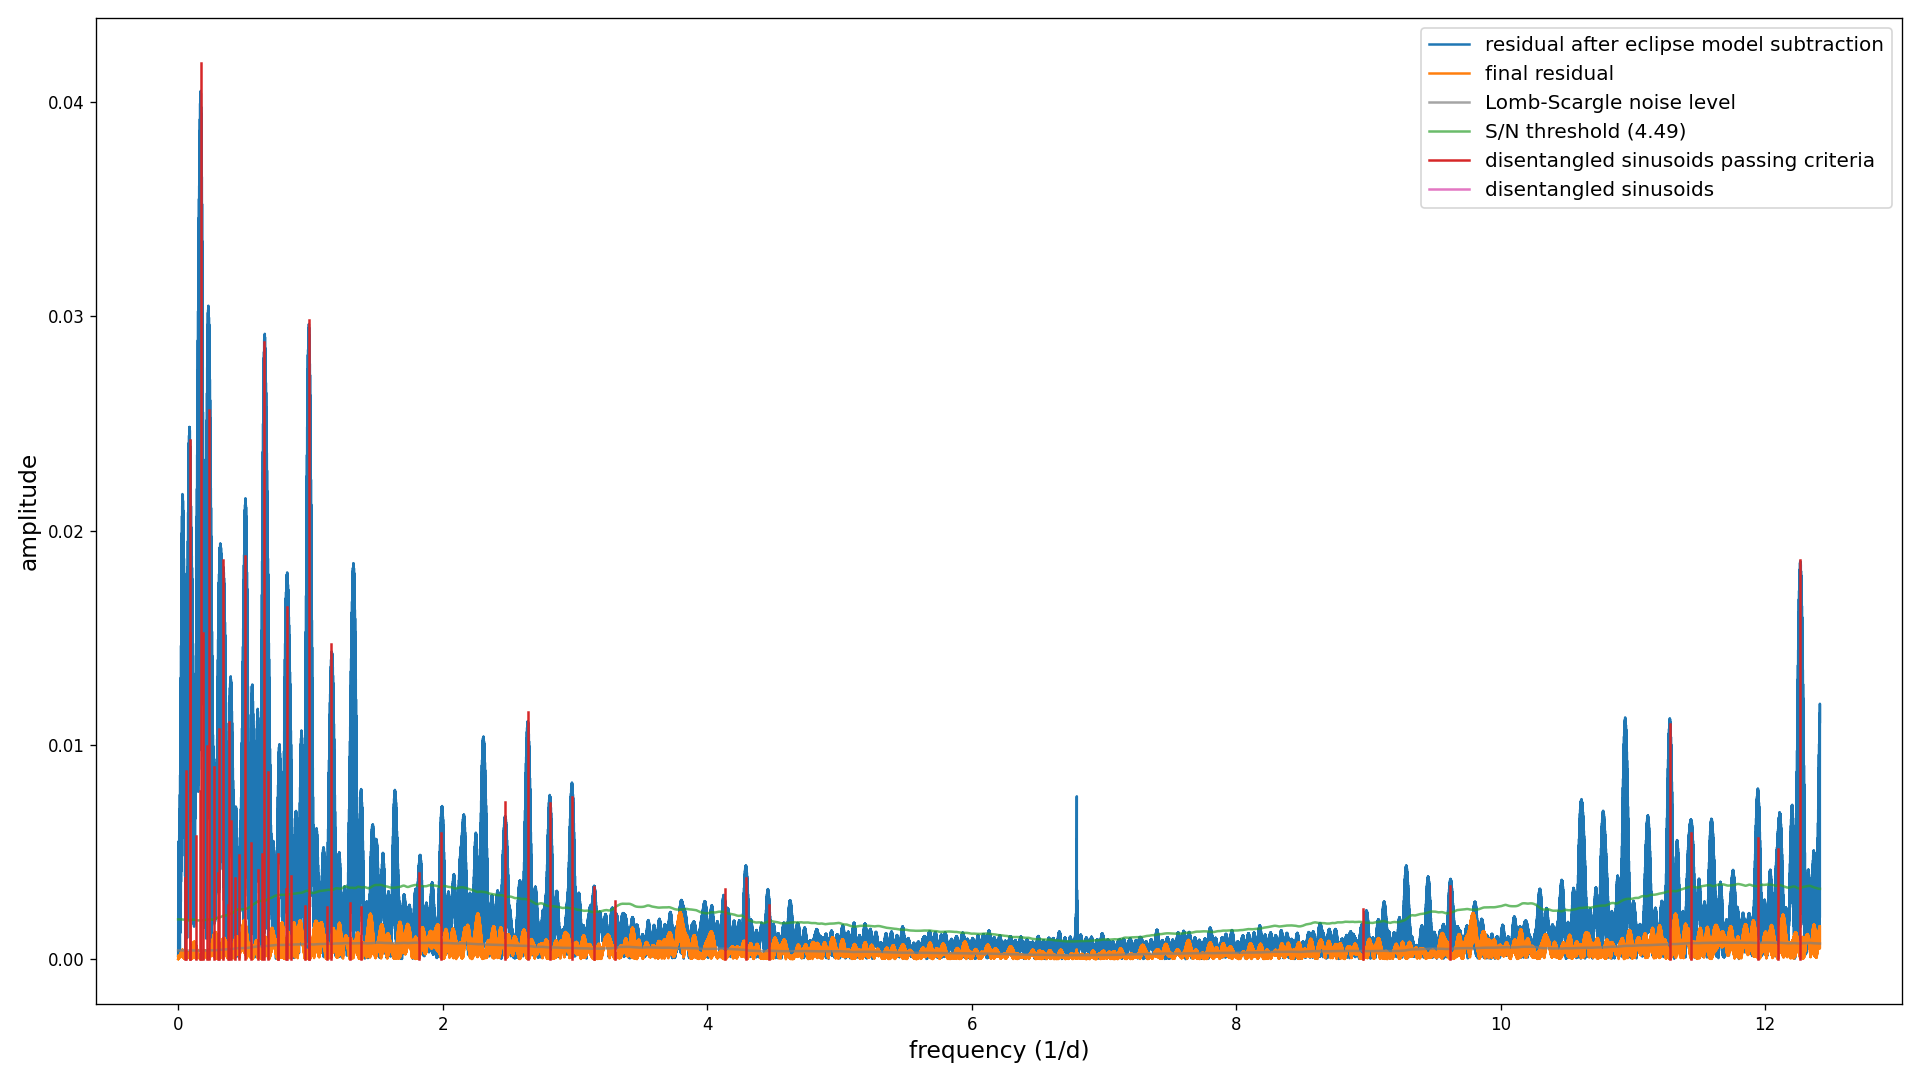 residual after eclipse model subtraction
final residual
Lomb-Scargle noise level
S/N threshold (4.49)
disentangled sinusoids passing criteria
disentangled sinusoids
amplitude
0.04
0.03
0.02
0.01
0.00
0 2 4 6 8 10 12
frequency (1/d)